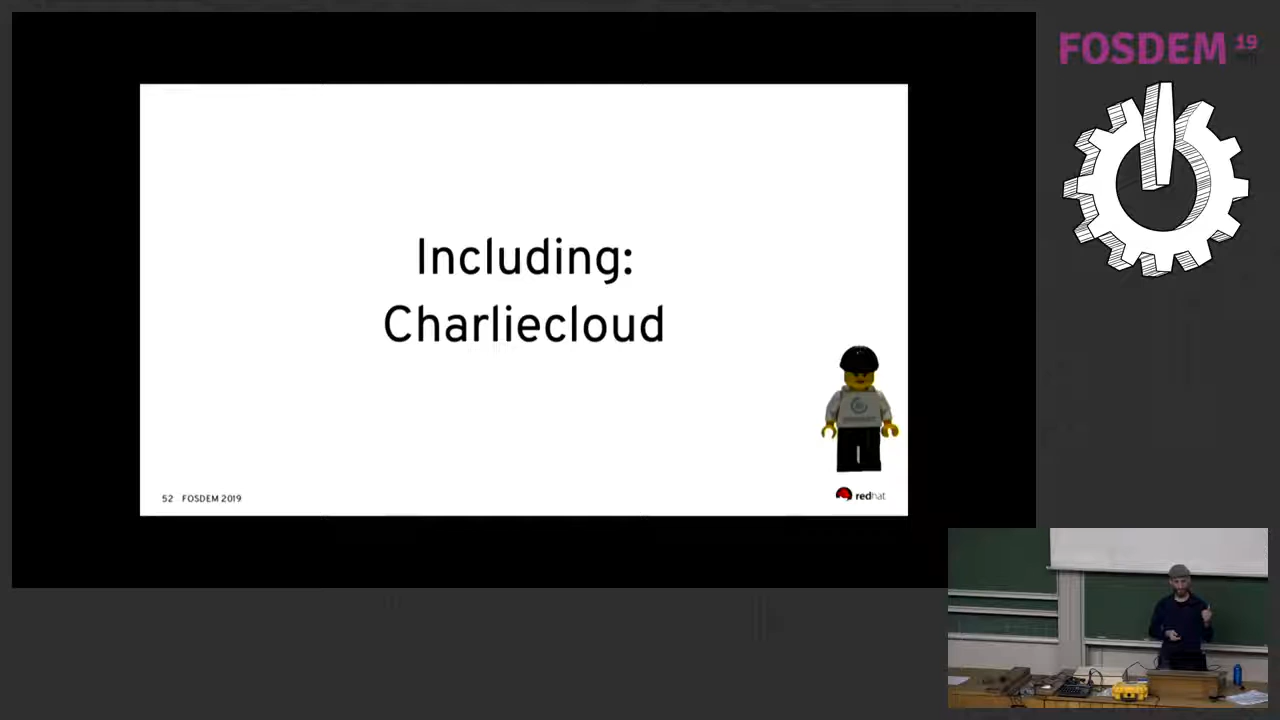 Including:
Charliecloud
52 FOSDEM 2019
redhat
FOSDEM 19